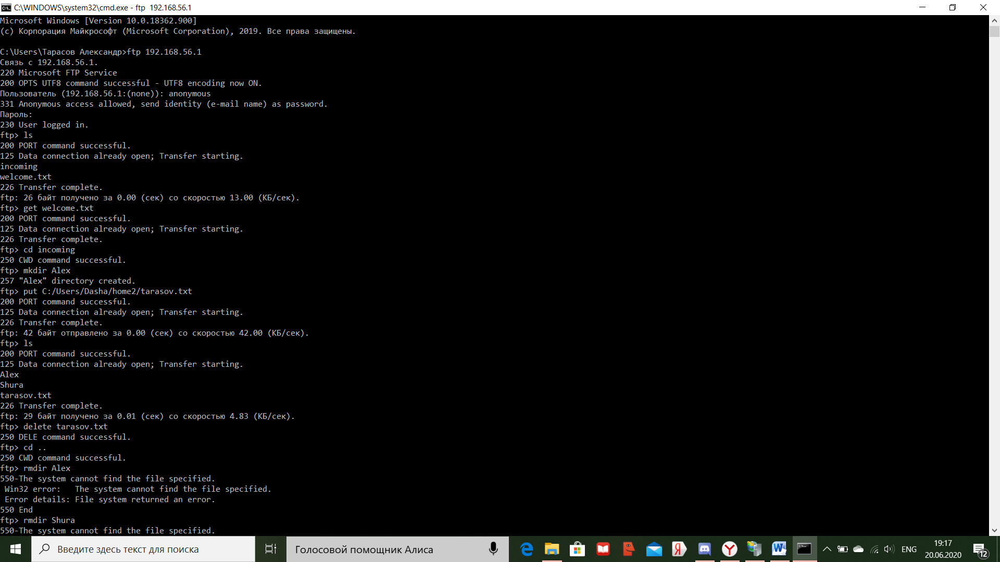 C:\WINDOWS\system32\cmd.exe - ftp  192.168.56.1
Microsoft Windows [Version 10.0.18362.900]
(c) Корпорация Майкрософт (Microsoft Corporation), 2019. Все права защищены.
C:\Users\Тарасов Александр>ftp 192.168.56.1
Связь с 192.168.56.1.
220 Microsoft FTP Service
200 OPTS UTF8 command successful - UTF8 encoding now ON.
Пользователь (192.168.56.1:(none)): anonymous
331 Anonymous access allowed, send identity (e-mail name) as password.
Пароль:
230 User logged in.
ftp> ls
200 PORT command successful.
125 Data connection already open; Transfer starting.
incoming
welcome.txt
226 Transfer complete.
ftp: 26 байт получено за 0.00 (сек) со скоростью 13.00 (КБ/сек).
ftp> get welcome.txt
200 PORT command successful.
125 Data connection already open; Transfer starting.
226 Transfer complete.
ftp> cd incoming
250 CWD command successful.
ftp> mkdir Alex
257 "Alex" directory created.
ftp> put C:/Users/Dasha/home2/tarasov.txt
200 PORT command successful.
125 Data connection already open; Transfer starting.
226 Transfer complete.
ftp: 42 байт отправлено за 0.00 (сек) со скоростью 42.00 (КБ/сек).
ftp> ls
200 PORT command successful.
125 Data connection already open; Transfer starting.
Alex
Shura
tarasov.txt
226 Transfer complete.
ftp: 29 байт получено за 0.01 (сек) со скоростью 4.83 (КБ/сек).
ftp> delete tarasov.txt
250 DELE command successful.
ftp> cd ..
250 CWD command successful.
ftp> rmdir Alex
550-The system cannot find the file specified.
 Win32 error:   The system cannot find the file specified.
 Error details: File system returned an error.
550 End
ftp> rmdir Shura
550-The system cannot find the file specified.
Введите здесь текст для поиска
Голосовой помощник Алиса
ENG
19:17
20.06.2020
12